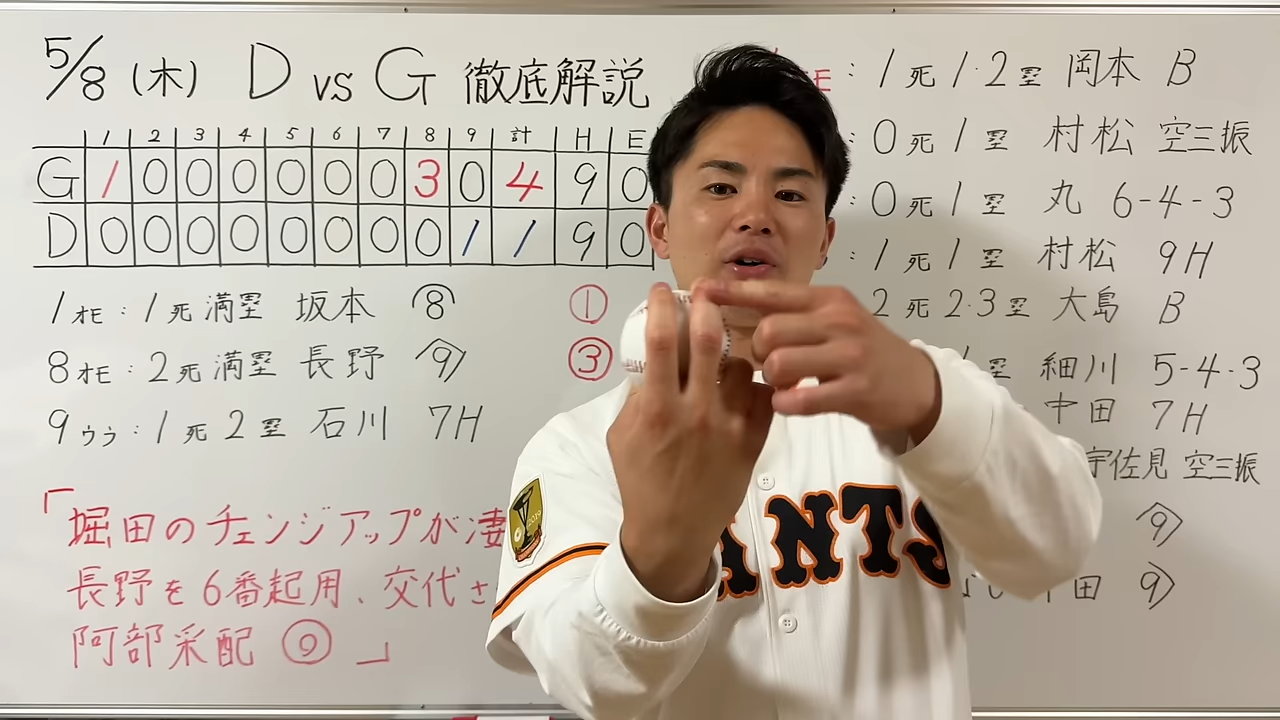 5/8 (木) D vs G 徹底解説
1 2 3 4 5 6 7 8 9 計 H E
G 1 0 0 0 0 0 0 3 0 4 9 0
D 0 0 0 0 0 0 0 0 1 1 9 0
1オモ:1死満塁 坂本 8 ①
8オモ:2死満塁 長野 9 ③
9ウラ:1死2塁 石川 7H
「堀田のチェンジアップが凄
長野を6番起用、交代さ
阿部采配 ◎」
モ:1死1·2塁 岡本 B
:0死1塁 村松 空三振
:0死1塁 丸 6-4-3
:1死1塁 村松 9H
2死2·3塁 大島 B
塁 細川 5-4-3
中田 7H
宇佐見 空三振
9
田 9
ANTS
2019